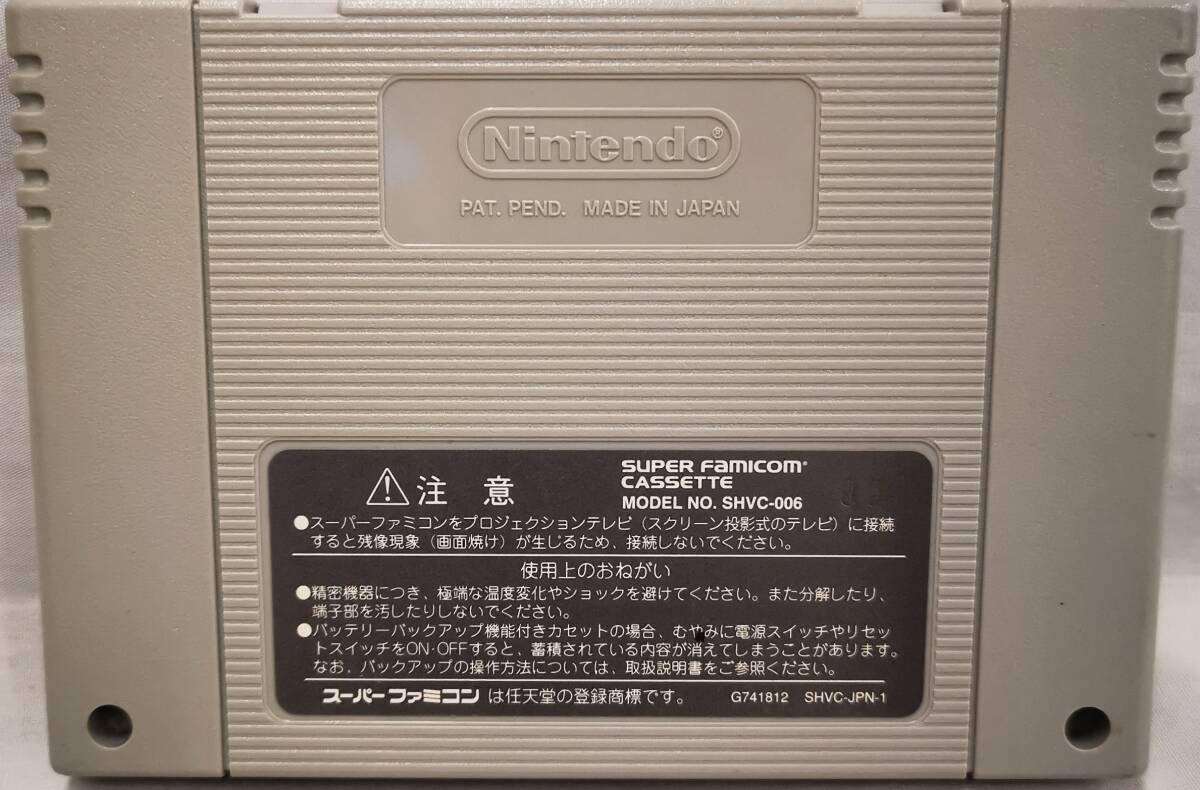 Nintendo®
PAT. PEND. MADE IN JAPAN
注 意
SUPER FAMICOM®
CASSETTE
MODEL NO. SHVC-006
●スーパーファミコンをプロジェクションテレビ（スクリーン投影式のテレビ）に接続
すると残像現象（画面焼け）が生じるため、接続しないでください。
使用上のおねがい
●精密機器につき、極端な温度変化やショックを避けてください。また分解したり、
端子部を汚したりしないでください。
●バッテリーバックアップ機能付きカセットの場合、むやみに電源スイッチやリセッ
トスイッチをON・OFFすると、蓄積されている内容が消えてしまうことがあります。
なお、バックアップの操作方法については、取扱説明書をご参照ください。
スーパーファミコン は任天堂の登録商標です。 G741812 SHVC-JPN-1